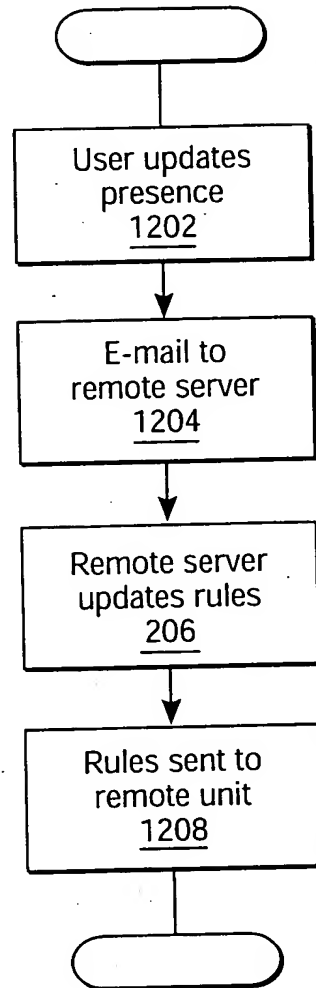 User updates
presence
1202
E-mail to
remote server
1204
Remote server
updates rules
206
Rules sent to
remote unit
1208